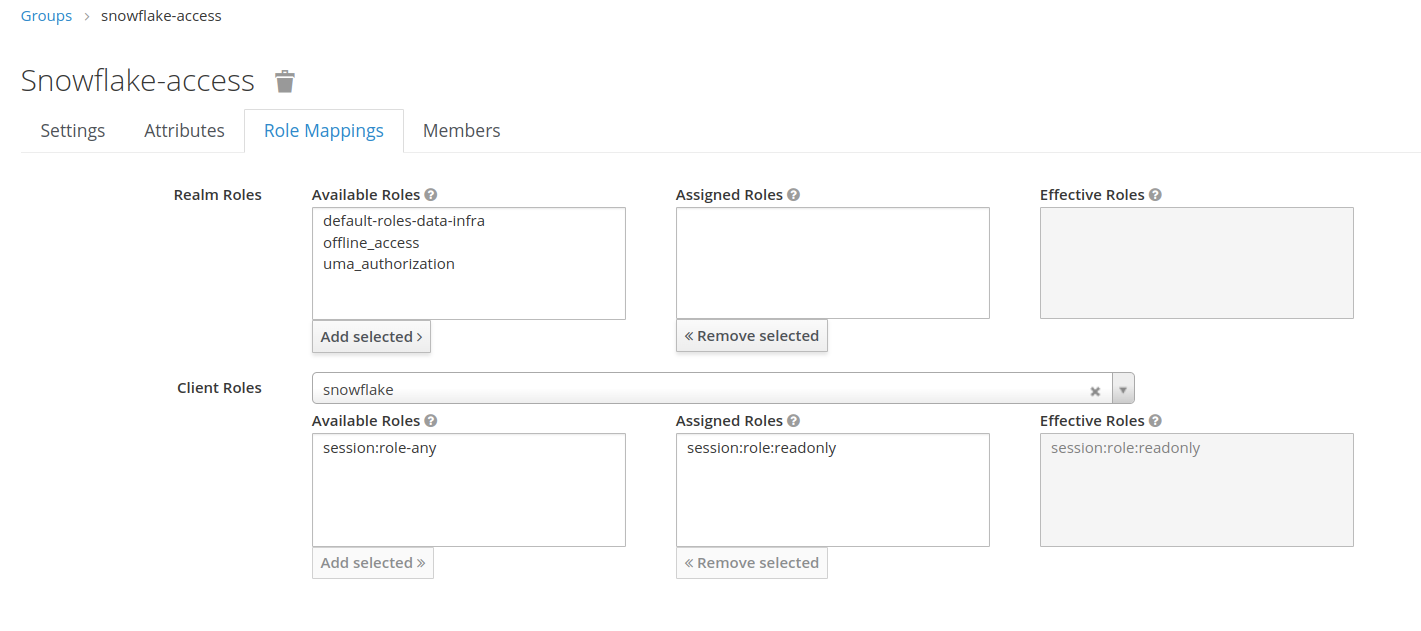 Groups > snowflake-access
Snowflake-access
Settings Attributes Role Mappings Members
Realm Roles Available Roles Assigned Roles Effective Roles
default-roles-data-infra
offline_access
uma_authorization
Add selected > « Remove selected
Client Roles snowflake
Available Roles Assigned Roles Effective Roles
session:role-any session:role:readonly session:role:readonly
Add selected » « Remove selected